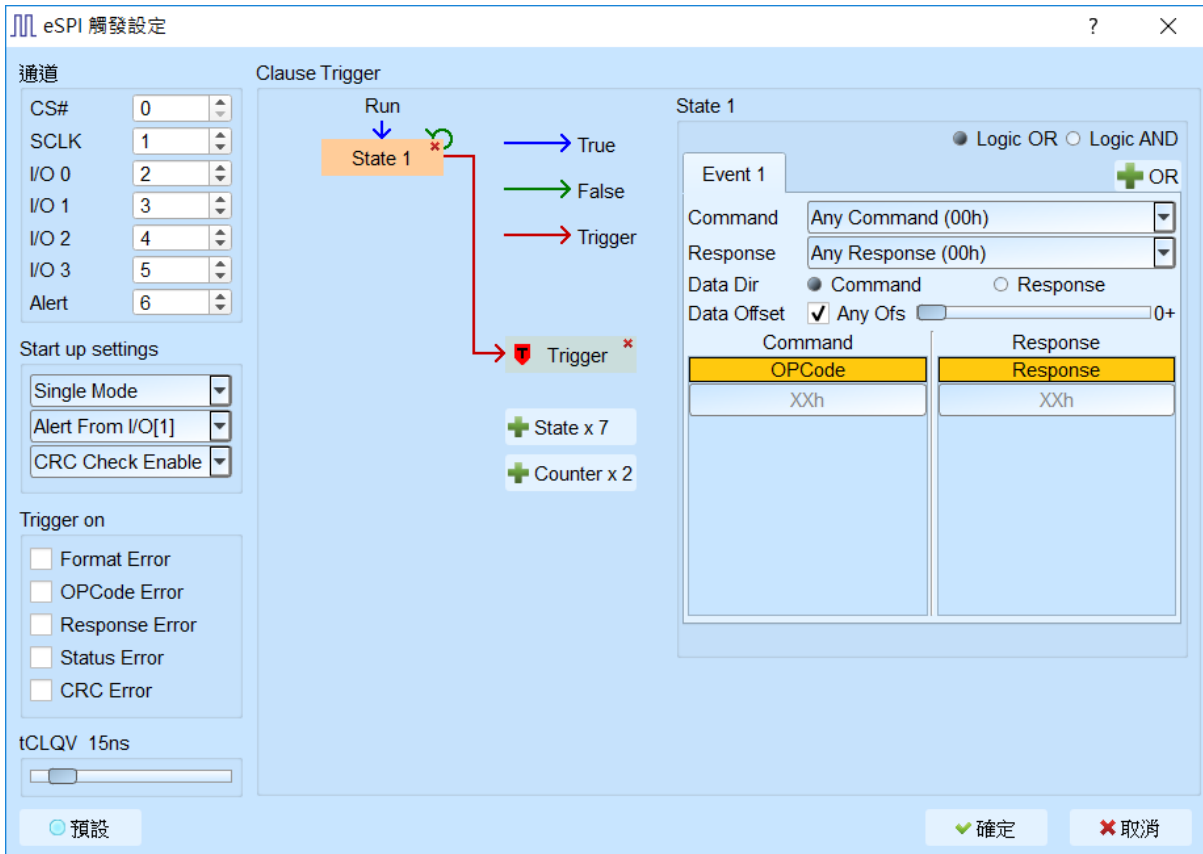 eSPI 觸發設定
?
通道
CS# 0
SCLK 1
I/O 0 2
I/O 1 3
I/O 2 4
I/O 3 5
Alert 6
Start up settings
Single Mode
Alert From I/O[1]
CRC Check Enable
Trigger on
Format Error
OPCode Error
Response Error
Status Error
CRC Error
tCLQV 15ns
預設
Clause Trigger
Run
State 1
True
False
Trigger
T Trigger
State x 7
Counter x 2
State 1
Logic OR Logic AND
Event 1 OR
Command Any Command (00h)
Response Any Response (00h)
Data Dir Command Response
Data Offset Any Ofs 0+
Command Response
OPCode Response
XXh XXh
確定 取消